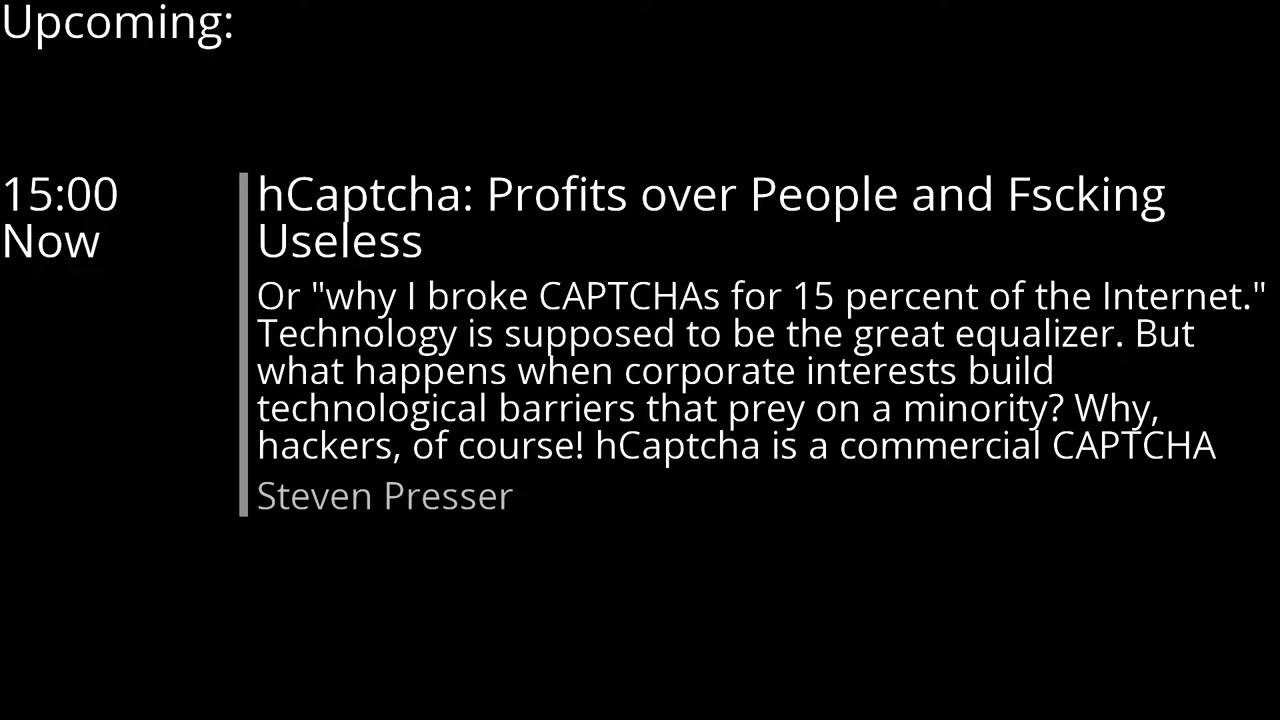 Upcoming:
15:00
Now
hCaptcha: Profits over People and Fscking
Useless
Or "why I broke CAPTCHAs for 15 percent of the Internet."
Technology is supposed to be the great equalizer. But
what happens when corporate interests build
technological barriers that prey on a minority? Why,
hackers, of course! hCaptcha is a commercial CAPTCHA
Steven Presser